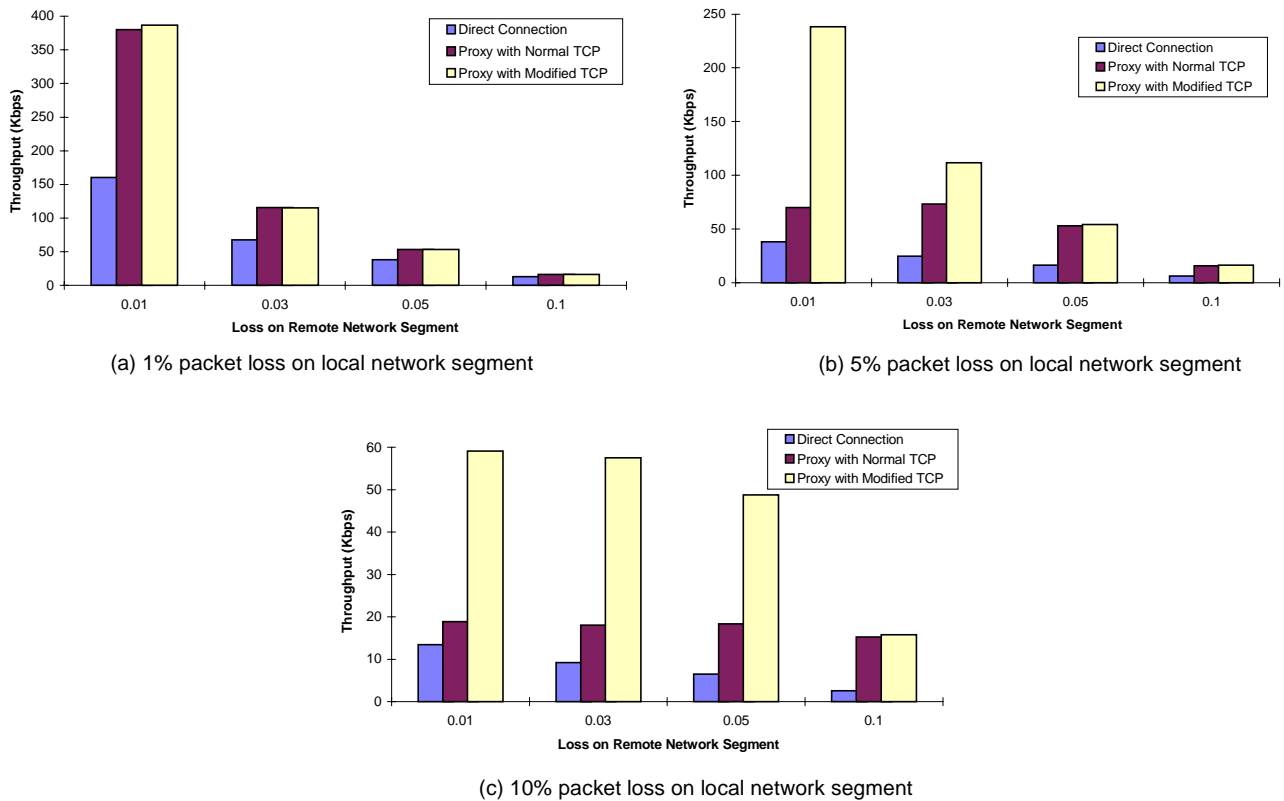 400
350
300
250
200
150
100
50
0
Throughput (Kbps)
Direct Connection
Proxy with Normal TCP
Proxy with Modified TCP
0.01 0.03 0.05 0.1
Loss on Remote Network Segment
(a) 1% packet loss on local network segment
250
200
150
100
50
0
Throughput (Kbps)
Direct Connection
Proxy with Normal TCP
Proxy with Modified TCP
0.01 0.03 0.05 0.1
Loss on Remote Network Segment
(b) 5% packet loss on local network segment
60
50
40
30
20
10
0
Throughput (Kbps)
Direct Connection
Proxy with Normal TCP
Proxy with Modified TCP
0.01 0.03 0.05 0.1
Loss on Remote Network Segment
(c) 10% packet loss on local network segment